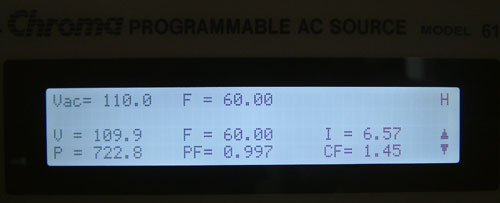 Chroma PROGRAMMABLE AC SOURCE MODEL 61
Vac= 110.0 F = 60.00 H
V = 109.9 F = 60.00 I = 6.57 ▲
P = 722.8 PF= 0.997 CF= 1.45 ▼